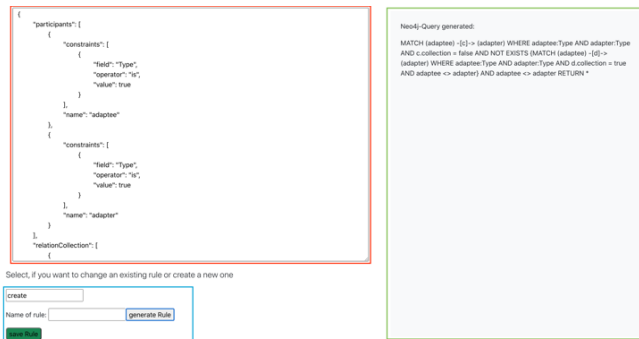 {
"participants": [
{
"constraints": [
{
"field": "Type",
"operator": "is",
"value": true
}
],
"name": "adaptee"
},
{
"constraints": [
{
"field": "Type",
"operator": "is",
"value": true
}
],
"name": "adapter"
}
],
"relationCollection": [
{
Select, if you want to change an existing rule or create a new one
create
Name of rule: generate Rule
save Rule
Neo4j-Query generated:
MATCH (adaptee) -[c]-> (adapter) WHERE adaptee:Type AND adapter:Type
AND c.collection = false AND NOT EXISTS {MATCH (adaptee) -[d]->
(adapter) WHERE adaptee:Type AND adapter:Type AND d.collection = true
AND adaptee <> adapter} AND adaptee <> adapter RETURN *